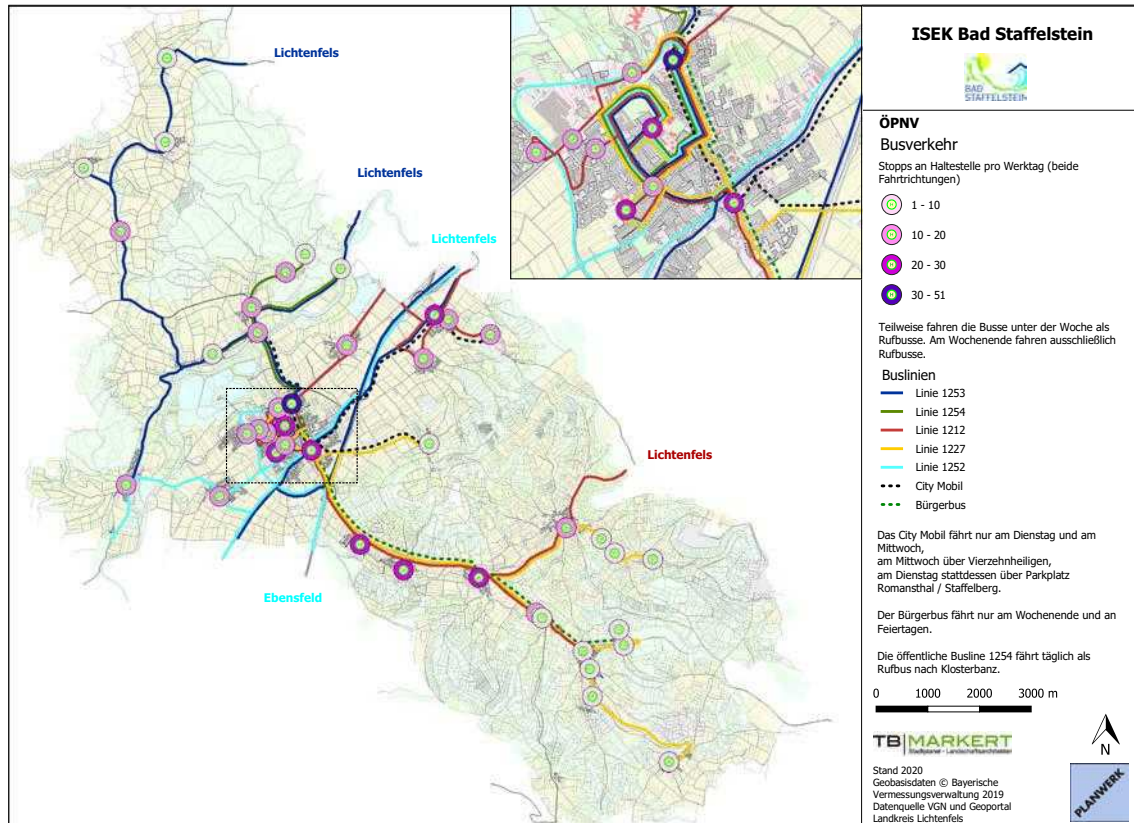 Lichtenfels
Lichtenfels
Lichtenfels
Lichtenfels
Ebensfeld
ISEK Bad Staffelstein
BAD
STAFFELSTEIN
ÖPNV
Busverkehr
Stopps an Haltestelle pro Werktag (beide
Fahrtrichtungen)
1 - 10
10 - 20
20 - 30
30 - 51
Teilweise fahren die Busse unter der Woche als
Rufbusse. Am Wochenende fahren ausschließlich
Rufbusse.
Buslinien
Linie 1253
Linie 1254
Linie 1212
Linie 1227
Linie 1252
City Mobil
Bürgerbus
Das City Mobil fährt nur am Dienstag und am
Mittwoch,
am Mittwoch über Vierzehnheiligen,
am Dienstag stattdessen über Parkplatz
Romansthal / Staffelberg.
Der Bürgerbus fährt nur am Wochenende und an
Feiertagen.
Die öffentliche Busline 1254 fährt täglich als
Rufbus nach Klosterbanz.
0 1000 2000 3000 m
TB|MARKERT
Stadtplaner - Landschaftsarchitekten
N
Stand 2020
Geobasisdaten © Bayerische
Vermessungsverwaltung 2019
Datenquelle VGN und Geoportal
Landkreis Lichtenfels
PLANWERK